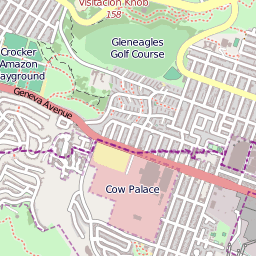 Visitacion Knob
158
Gleneagles
Golf Course
Crocker
Amazon
layground
Geneva Avenue
Cow Palace